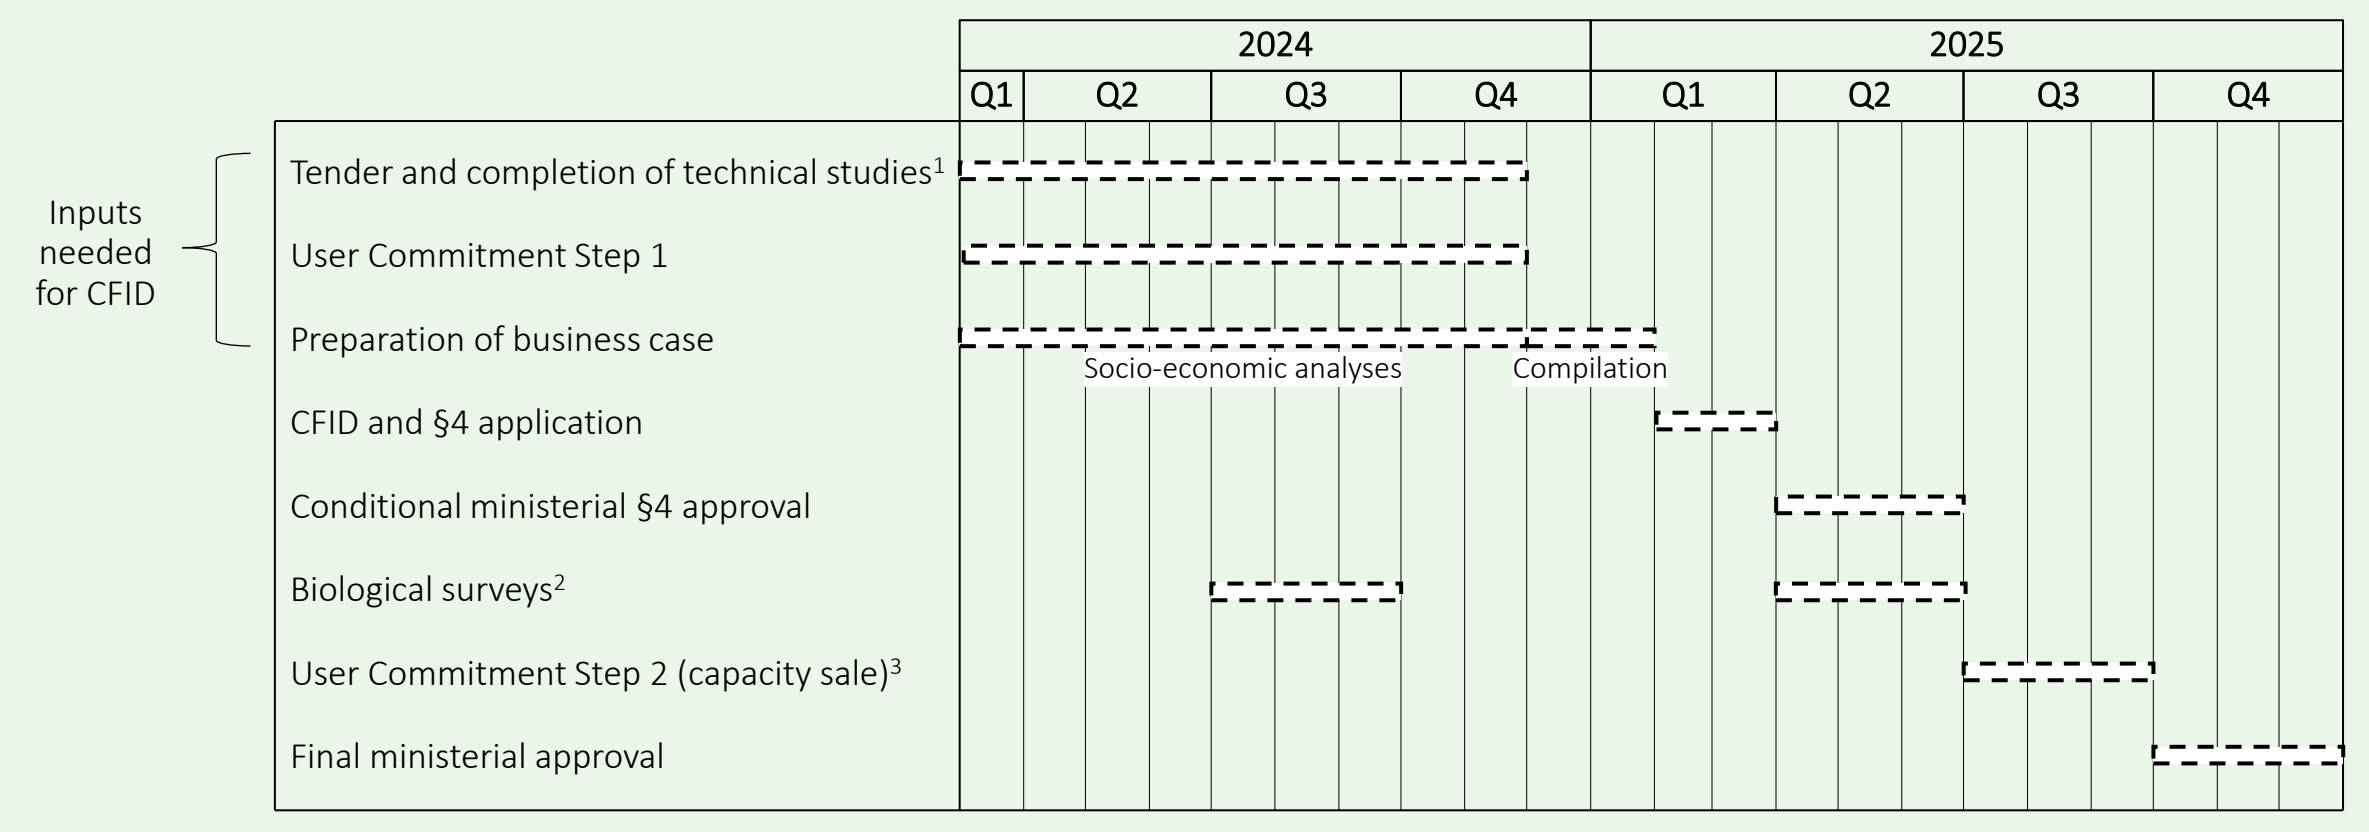 2024 2025
Q1 Q2 Q3 Q4 Q1 Q2 Q3 Q4
Inputs
needed
for CFID
Tender and completion of technical studies¹
User Commitment Step 1
Preparation of business case
Socio-economic analyses Compilation
CFID and §4 application
Conditional ministerial §4 approval
Biological surveys²
User Commitment Step 2 (capacity sale)³
Final ministerial approval